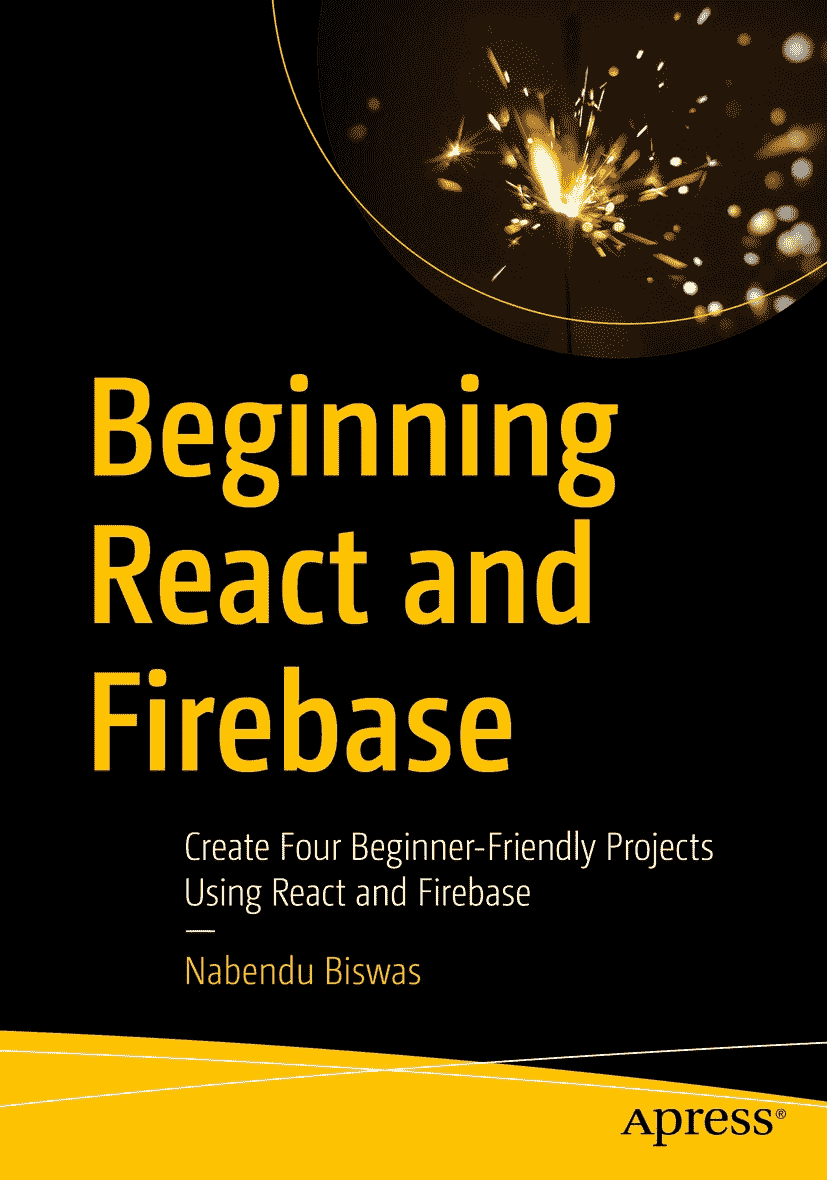 Beginning
React and
Firebase
Create Four Beginner-Friendly Projects
Using React and Firebase
Nabendu Biswas
Apress®